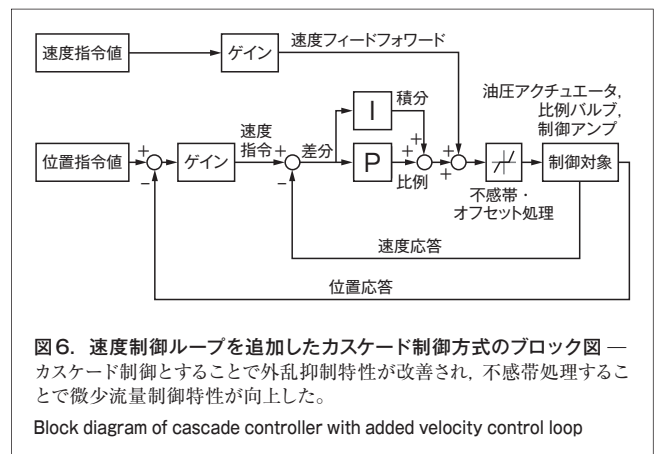 速度指令値
ゲイン
速度フィードフォワード
油圧アクチュエータ,
比例バルブ,
制御アンプ
I
積分
位置指令値
+
−
ゲイン
速度
指令
+
−
差分
P
比例
+
+
+
+
不感帯・
オフセット処理
制御対象
速度応答
位置応答
図6. 速度制御ループを追加したカスケード制御方式のブロック図 —
カスケード制御とすることで外乱抑制特性が改善され, 不感帯処理するこ
とで微少流量制御特性が向上した。
Block diagram of cascade controller with added velocity control loop